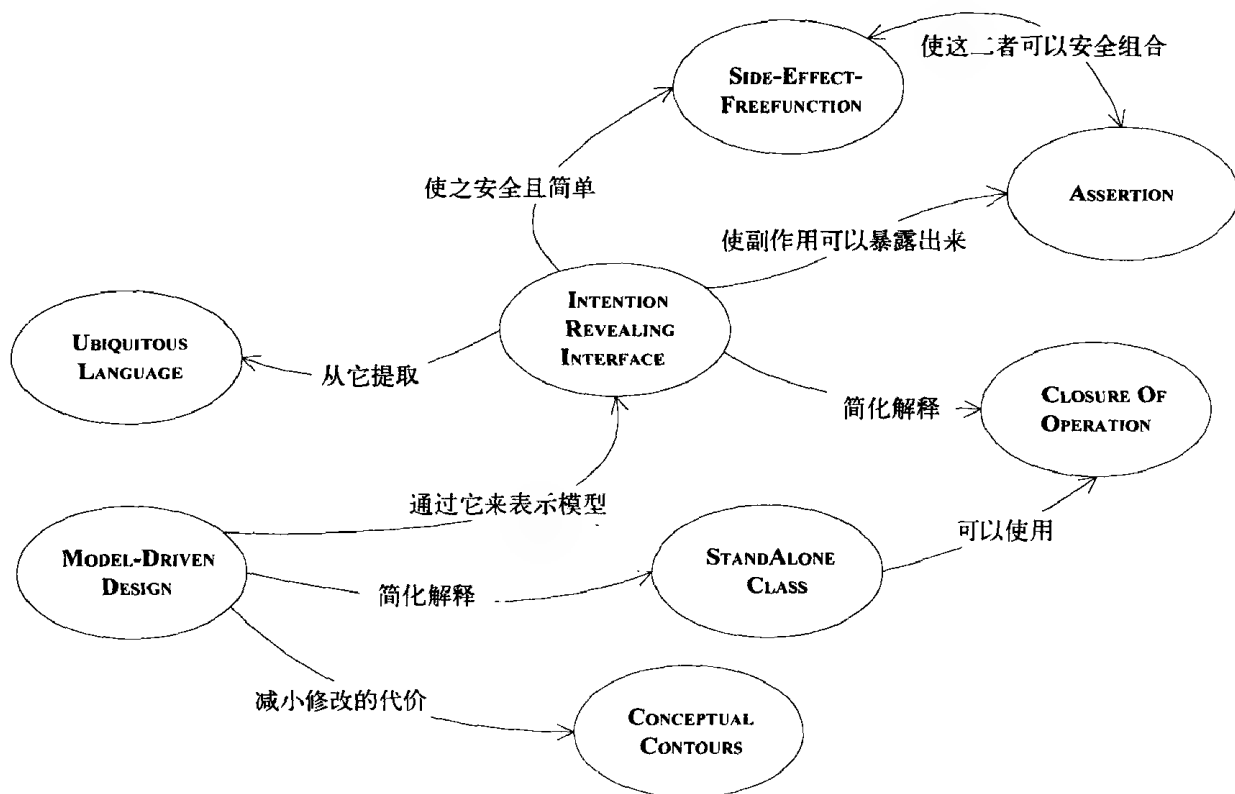 使这二者可以安全组合
SIDE-EFFECT-
FREEFUNCTION
使之安全且简单
ASSERTION
使副作用可以暴露出来
INTENTION
REVEALING
INTERFACE
UBIQUITOUS
LANGUAGE
从它提取
简化解释
CLOSURE OF
OPERATION
通过它来表示模型
可以使用
MODEL-DRIVEN
DESIGN
简化解释
STANDALONE
CLASS
减小修改的代价
CONCEPTUAL
CONTOURS